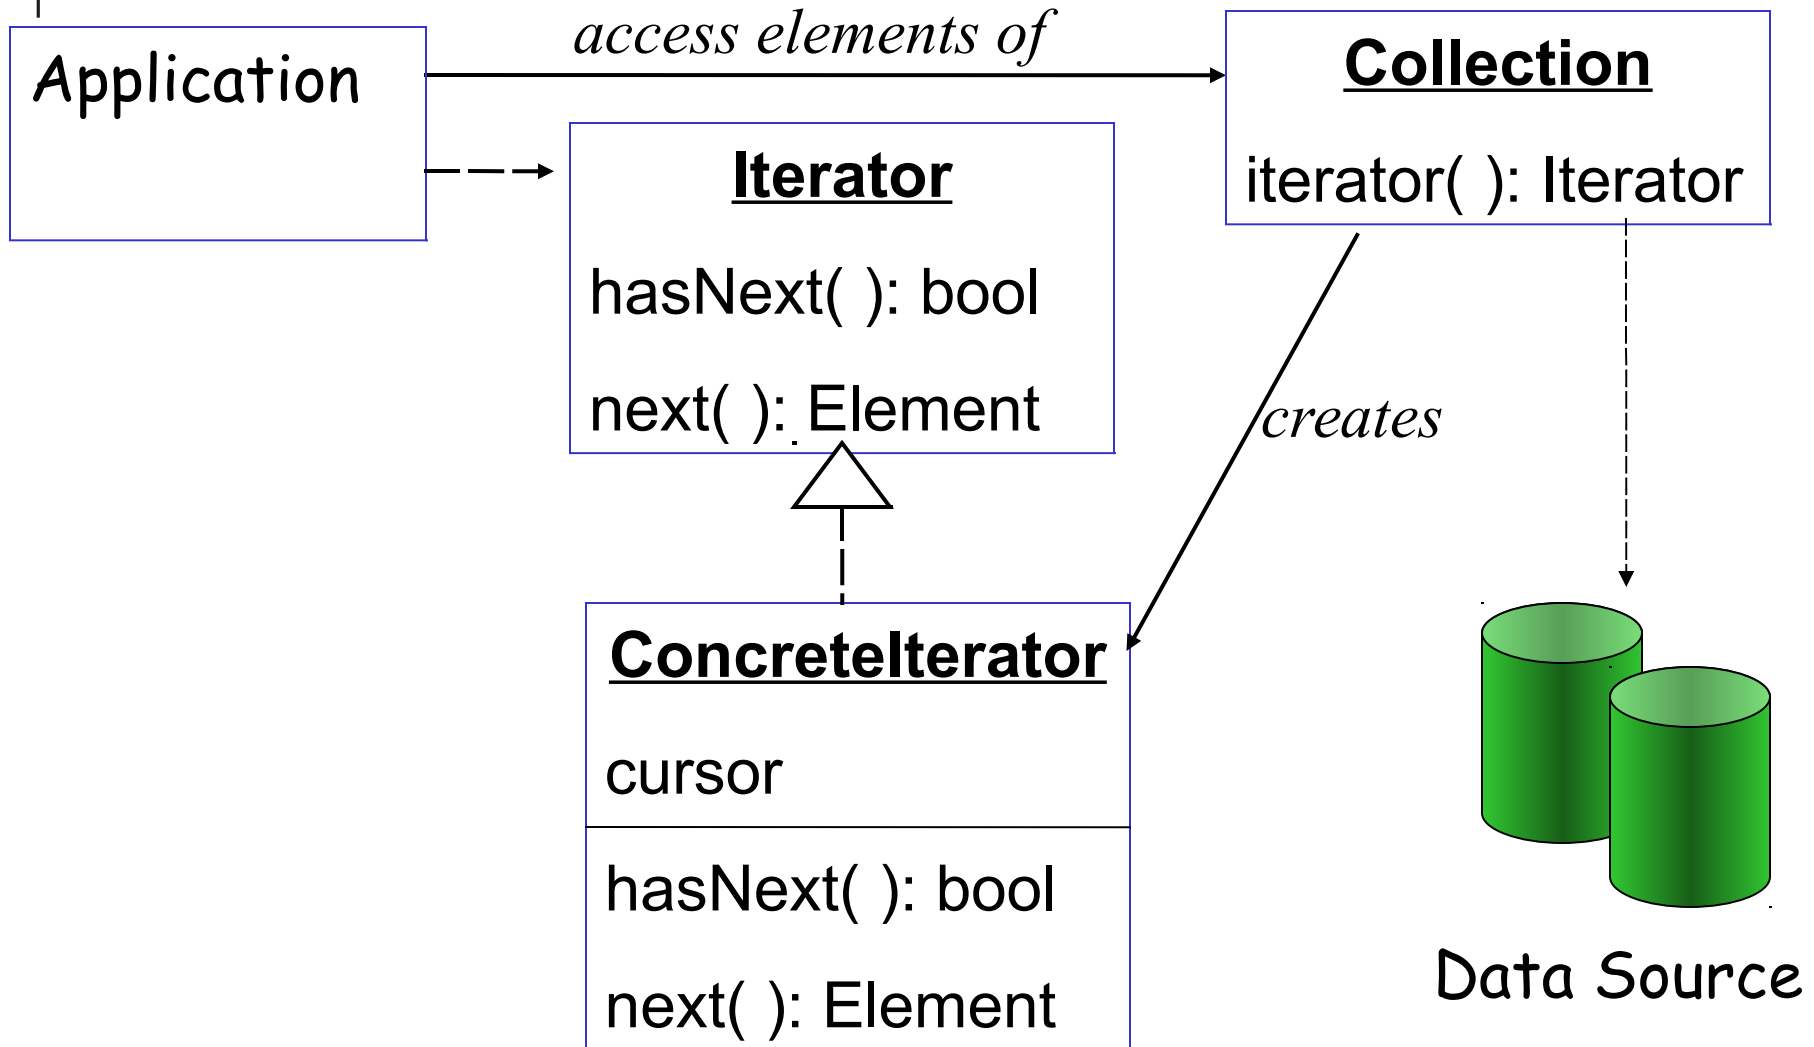 access elements of
Application
Collection
iterator( ): Iterator
Iterator
hasNext( ): bool
next( ): Element
creates
ConcreteIterator
cursor
hasNext( ): bool
next( ): Element
Data Source